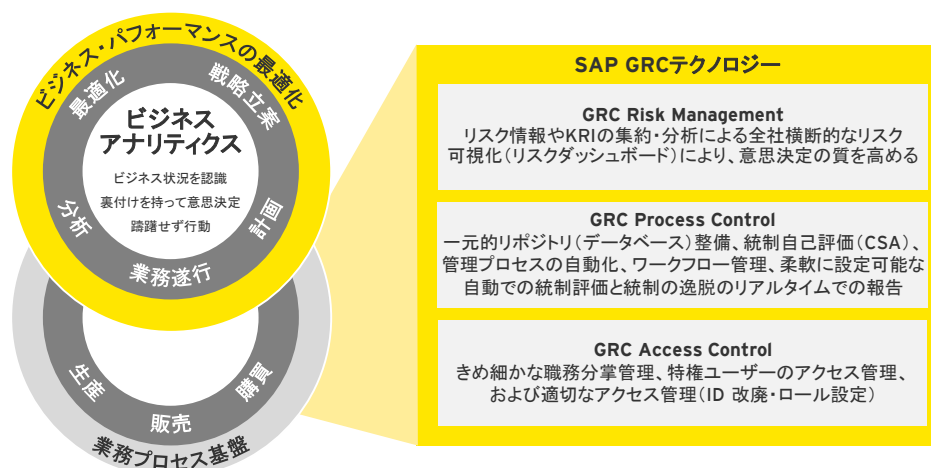 ビジネス・パフォーマンスの最適化
最適化
戦略立案
ビジネス
アナリティクス
ビジネス状況を認識
裏付けを持って意思決定
躊躇せず行動
分析
計画
業務遂行
生産
販売
購買
業務プロセス基盤
SAP GRCテクノロジー
GRC Risk Management
リスク情報やKRIの集約・分析による全社横断的なリスク
可視化（リスクダッシュボード）により、意思決定の質を高める
GRC Process Control
一元的リポジトリ（データベース）整備、統制自己評価（CSA）、
管理プロセスの自動化、ワークフロー管理、柔軟に設定可能な
自動での統制評価と統制の逸脱のリアルタイムでの報告
GRC Access Control
きめ細かな職務分掌管理、特権ユーザーのアクセス管理、
および適切なアクセス管理（ID 改廃・ロール設定）